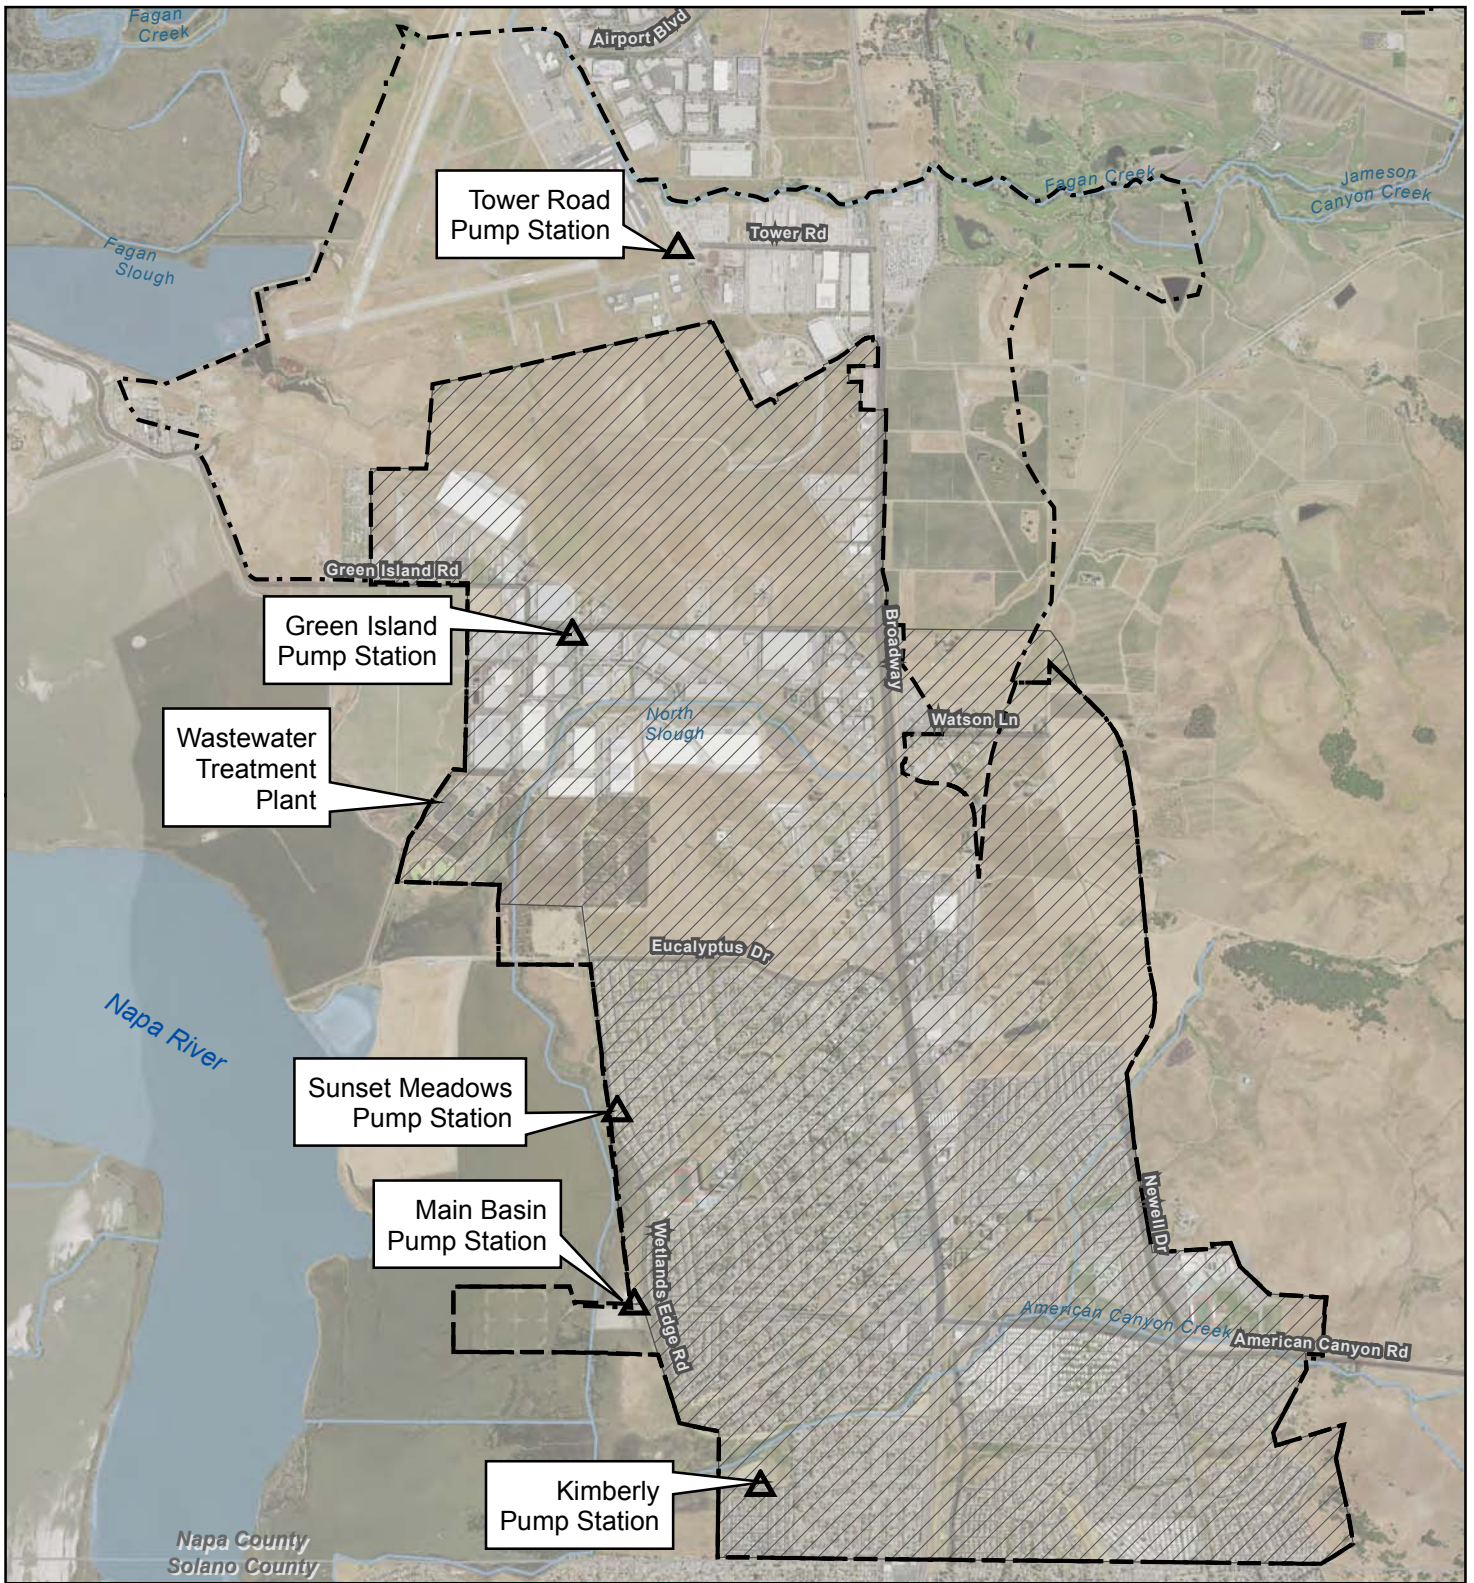 Fagan
Creek
Airport Blvd
Fagan Creek
Jameson
Canyon Creek
Tower Road
Pump Station
Tower Rd
Fagan
Slough
Green Island Rd
Green Island
Pump Station
Broadway
North
Slough
Watson Ln
Wastewater
Treatment
Plant
Eucalyptus Dr
Napa River
Sunset Meadows
Pump Station
Main Basin
Pump Station
Wetlands Edge Rd
Newell Dr
American Canyon Creek
American Canyon Rd
Kimberly
Pump Station
Napa County
Solano County